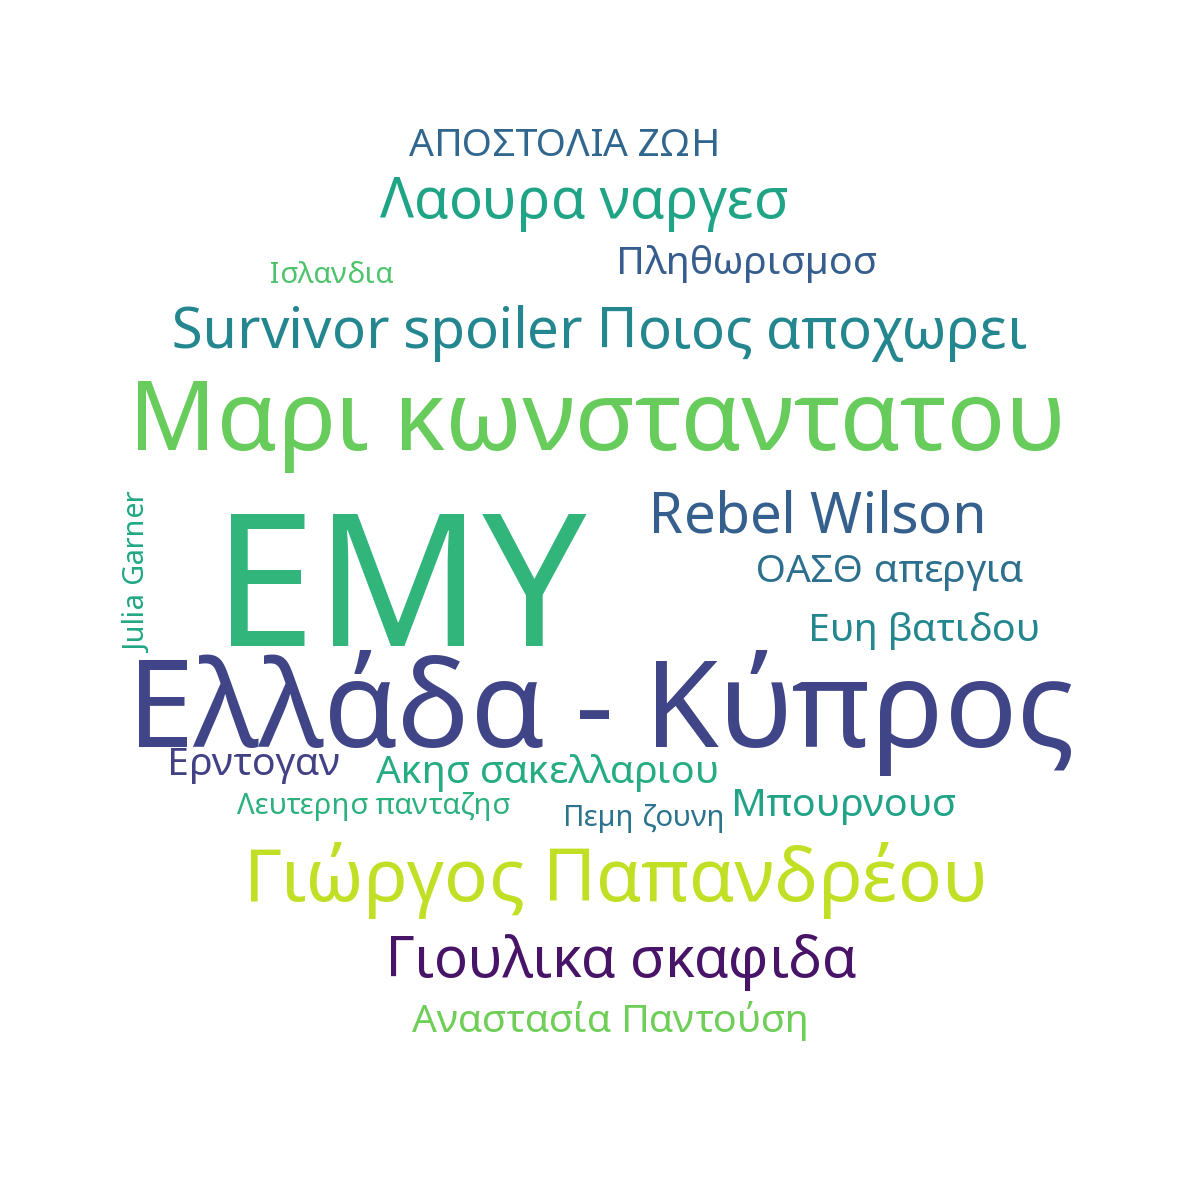 ΑΠΟΣΤΟΛΙΑ ΖΩΗ
Λαουρα ναργεσ
Πληθωρισμοσ
Ισλανδια
Survivor spoiler Ποιος αποχωρει
Μαρι κωνσταντατου
Julia Garner
ΕΜΥ
Rebel Wilson
ΟΑΣΘ απεργια
Ευη βατιδου
Ελλάδα - Κύπρος
Ερντογαν
Ακησ σακελλαριου
Λευτερησ πανταζησ
Πεμη ζουνη
Μπουρνουσ
Γιώργος Παπανδρέου
Γιουλικα σκαφιδα
Αναστασία Παντούση